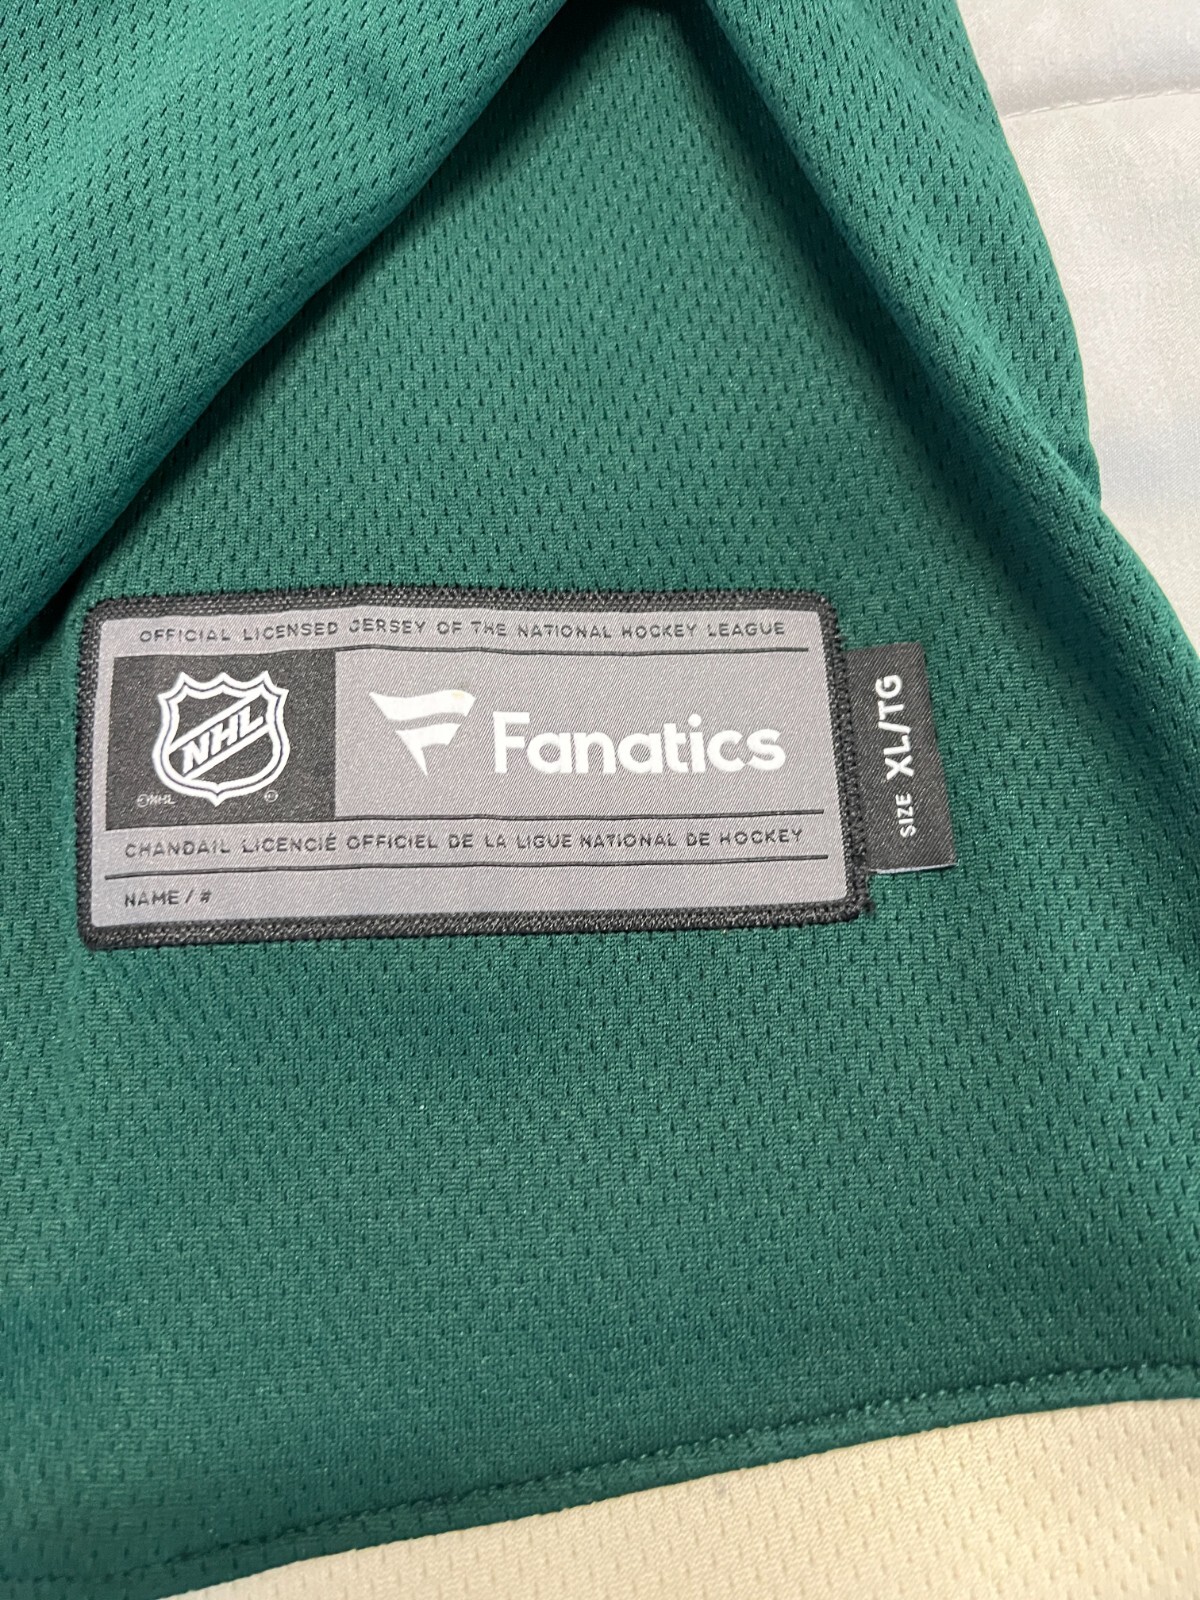 OFFICIAL LICENSED JERSEY OF THE NATIONAL HOCKEY LEAGUE
NHL
©NHL
Fanatics
CHANDAIL LICENCIÉ OFFICIEL DE LA LIGUE NATIONAL DE HOCKEY
NAME / #
SIZE XL/TG